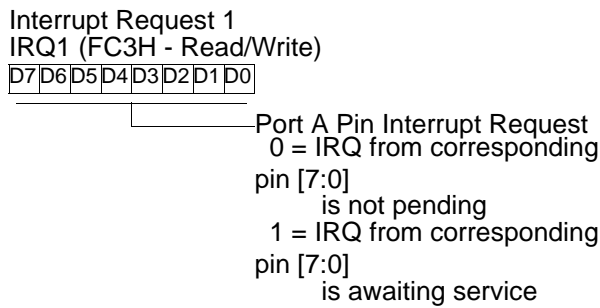 Interrupt Request 1
IRQ1 (FC3H - Read/Write)
D7 D6 D5 D4 D3 D2 D1 D0
Port A Pin Interrupt Request
0 = IRQ from corresponding
pin [7:0]
is not pending
1 = IRQ from corresponding
pin [7:0]
is awaiting service